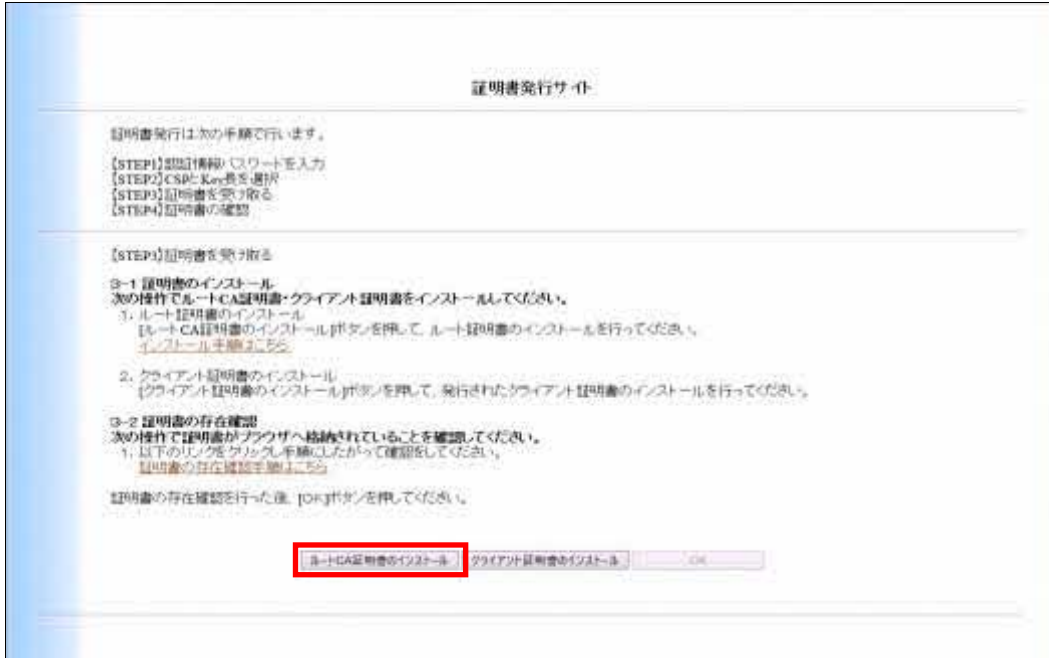 証明書発行サイト
証明書発行は次の手順で行います。
【STEP1】認証情報パスワードを入力
【STEP2】CSPとKey長を選択
【STEP3】証明書を受け取る
【STEP4】証明書の確認
【STEP3】証明書を受け取る
3-1 証明書のインストール
次の操作でルートCA証明書・クライアント証明書をインストールしてください。
1. ルート証明書のインストール
[ルートCA証明書のインストール]ボタンを押して、ルート証明書のインストールを行ってください。
インストール手順はこちら
2. クライアント証明書のインストール
[クライアント証明書のインストール]ボタンを押して、発行されたクライアント証明書のインストールを行ってください。
3-2 証明書の存在確認
次の操作で証明書がブラウザへ格納されていることを確認してください。
1. 以下のリンクをクリックし手順にしたがって確認をしてください。
証明書の存在確認手順はこちら
証明書の存在確認を行った後、[OK]ボタンを押してください。
ルートCA証明書のインストール クライアント証明書のインストール OK